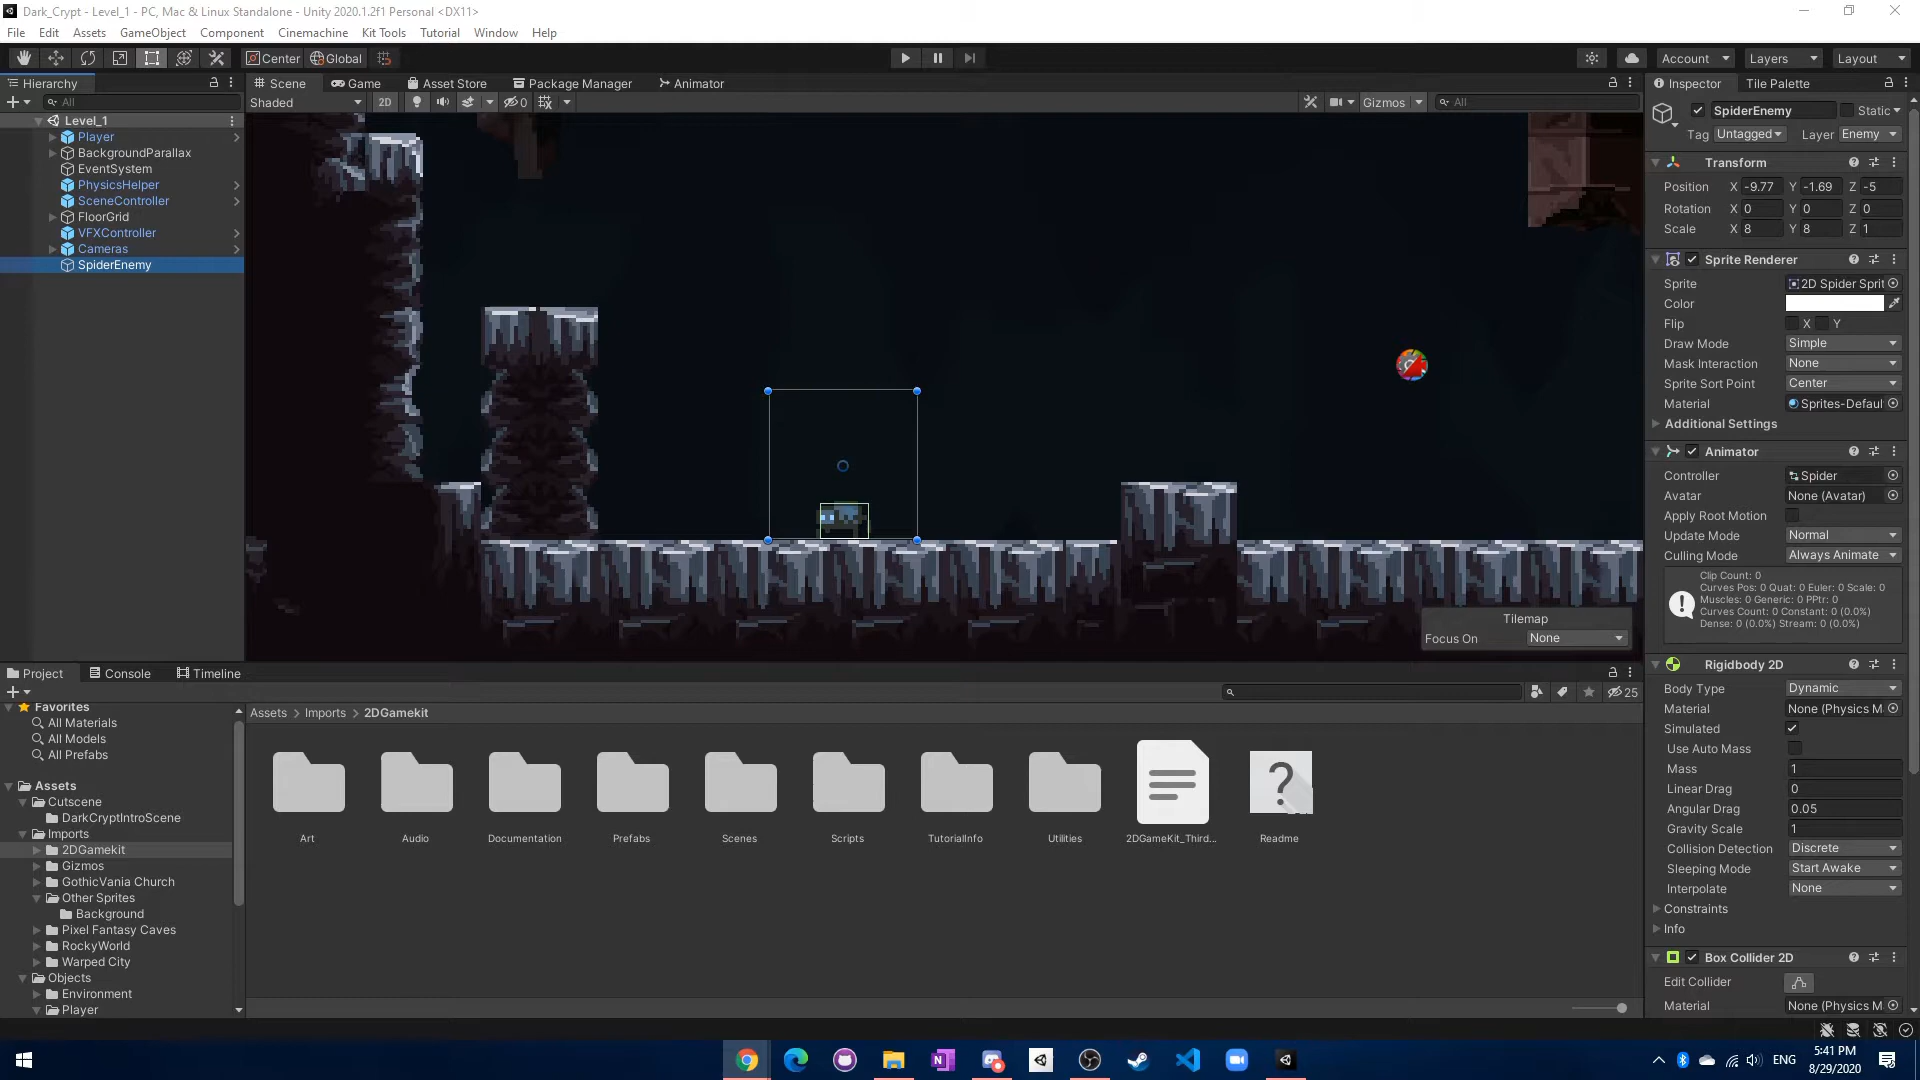 Dark_Crypt - Level_1 - PC, Mac & Linux Standalone - Unity 2020.1.2f1 Personal <DX11>
File Edit Assets GameObject Component Cinemachine Kit Tools Tutorial Window Help
Center Global Account Layers Layout
Hierarchy
All
Level_1
Player
BackgroundParallax
EventSystem
PhysicsHelper
SceneController
FloorGrid
VFXController
Cameras
SpiderEnemy
Scene Game Asset Store Package Manager Animator
Shaded 2D 0 Gizmos All
Tilemap
Focus On None
Inspector Tile Palette
SpiderEnemy Static
Tag Untagged Layer Enemy
Transform
Position X -9.77 Y -1.69 Z -5
Rotation X 0 Y 0 Z 0
Scale X 8 Y 8 Z 1
Sprite Renderer
Sprite 2D Spider Sprit
Color
Flip X Y
Draw Mode Simple
Mask Interaction None
Sprite Sort Point Center
Material Sprites-Defaul
Additional Settings
Animator
Controller Spider
Avatar None (Avatar)
Apply Root Motion
Update Mode Normal
Culling Mode Always Animate
Clip Count: 0
Curves Pos: 0 Quat: 0 Euler: 0 Scale: 0
Muscles: 0 Generic: 0 PPtr: 0
Curves Count: 0 Constant: 0 (0.0%)
Dense: 0 (0.0%) Stream: 0 (0.0%)
Rigidbody 2D
Body Type Dynamic
Material None (Physics M
Simulated
Use Auto Mass
Mass 1
Linear Drag 0
Angular Drag 0.05
Gravity Scale 1
Collision Detection Discrete
Sleeping Mode Start Awake
Interpolate None
Constraints
Info
Box Collider 2D
Edit Collider
Material None (Physics M
Project Console Timeline
25
Favorites
All Materials
All Models
All Prefabs
Assets
Cutscene
DarkCryptIntroScene
Imports
2DGamekit
Gizmos
GothicVania Church
Other Sprites
Background
Pixel Fantasy Caves
RockyWorld
Warped City
Objects
Environment
Player
Assets > Imports > 2DGamekit
Art Audio Documentation Prefabs Scenes Scripts TutorialInfo Utilities 2DGameKit_Third... Readme
ENG
5:41 PM
8/29/2020